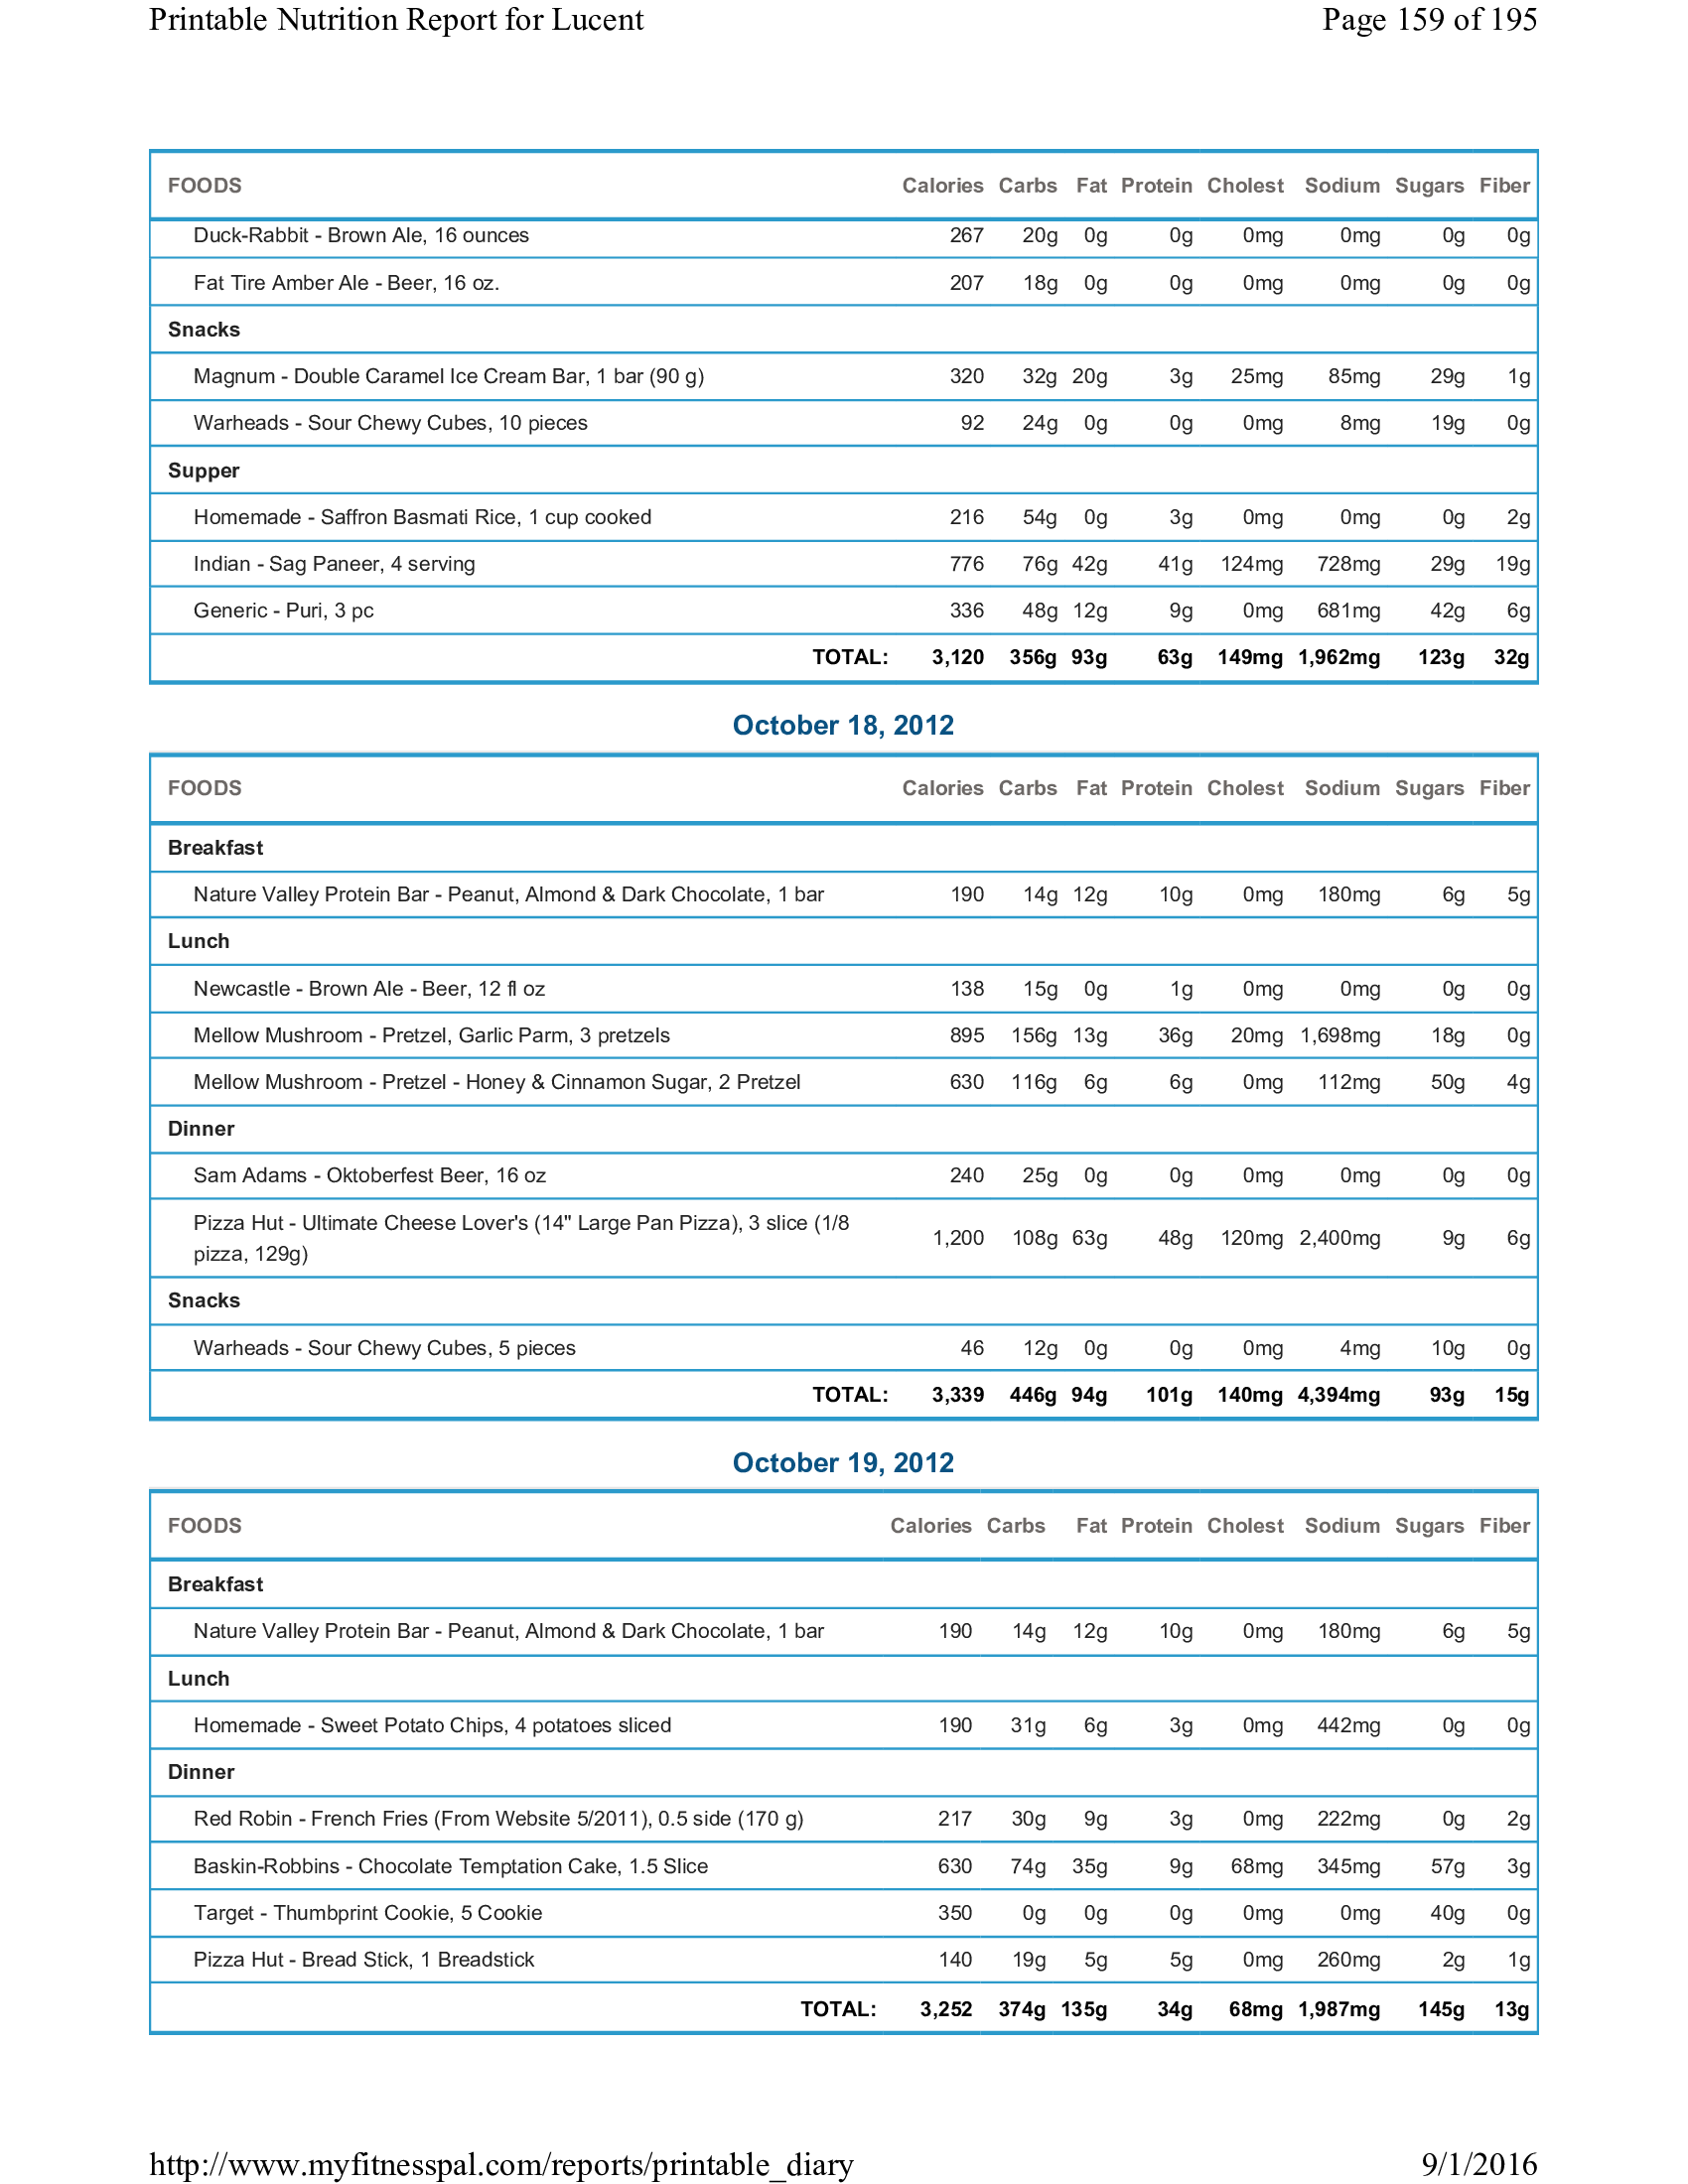 Printable Nutrition Report for Lucent Page 159 of 195
FOODS Calories Carbs Fat Protein Cholest Sodium Sugars Fiber
Duck-Rabbit - Brown Ale, 16 ounces 267 20g 0g 0g 0mg 0mg 0g 0g
Fat Tire Amber Ale - Beer, 16 oz. 207 18g 0g 0g 0mg 0mg 0g 0g
Snacks
Magnum - Double Caramel Ice Cream Bar, 1 bar (90 g) 320 32g 20g 3g 25mg 85mg 29g 1g
Warheads - Sour Chewy Cubes, 10 pieces 92 24g 0g 0g 0mg 8mg 19g 0g
Supper
Homemade - Saffron Basmati Rice, 1 cup cooked 216 54g 0g 3g 0mg 0mg 0g 2g
Indian - Sag Paneer, 4 serving 776 76g 42g 41g 124mg 728mg 29g 19g
Generic - Puri, 3 pc 336 48g 12g 9g 0mg 681mg 42g 6g
TOTAL: 3,120 356g 93g 63g 149mg 1,962mg 123g 32g
October 18, 2012
FOODS Calories Carbs Fat Protein Cholest Sodium Sugars Fiber
Breakfast
Nature Valley Protein Bar - Peanut, Almond & Dark Chocolate, 1 bar 190 14g 12g 10g 0mg 180mg 6g 5g
Lunch
Newcastle - Brown Ale - Beer, 12 fl oz 138 15g 0g 1g 0mg 0mg 0g 0g
Mellow Mushroom - Pretzel, Garlic Parm, 3 pretzels 895 156g 13g 36g 20mg 1,698mg 18g 0g
Mellow Mushroom - Pretzel - Honey & Cinnamon Sugar, 2 Pretzel 630 116g 6g 6g 0mg 112mg 50g 4g
Dinner
Sam Adams - Oktoberfest Beer, 16 oz 240 25g 0g 0g 0mg 0mg 0g 0g
Pizza Hut - Ultimate Cheese Lover's (14" Large Pan Pizza), 3 slice (1/8
pizza, 129g) 1,200 108g 63g 48g 120mg 2,400mg 9g 6g
Snacks
Warheads - Sour Chewy Cubes, 5 pieces 46 12g 0g 0g 0mg 4mg 10g 0g
TOTAL: 3,339 446g 94g 101g 140mg 4,394mg 93g 15g
October 19, 2012
FOODS Calories Carbs Fat Protein Cholest Sodium Sugars Fiber
Breakfast
Nature Valley Protein Bar - Peanut, Almond & Dark Chocolate, 1 bar 190 14g 12g 10g 0mg 180mg 6g 5g
Lunch
Homemade - Sweet Potato Chips, 4 potatoes sliced 190 31g 6g 3g 0mg 442mg 0g 0g
Dinner
Red Robin - French Fries (From Website 5/2011), 0.5 side (170 g) 217 30g 9g 3g 0mg 222mg 0g 2g
Baskin-Robbins - Chocolate Temptation Cake, 1.5 Slice 630 74g 35g 9g 68mg 345mg 57g 3g
Target - Thumbprint Cookie, 5 Cookie 350 0g 0g 0g 0mg 0mg 40g 0g
Pizza Hut - Bread Stick, 1 Breadstick 140 19g 5g 5g 0mg 260mg 2g 1g
TOTAL: 3,252 374g 135g 34g 68mg 1,987mg 145g 13g
http://www.myfitnesspal.com/reports/printable_diary 9/1/2016